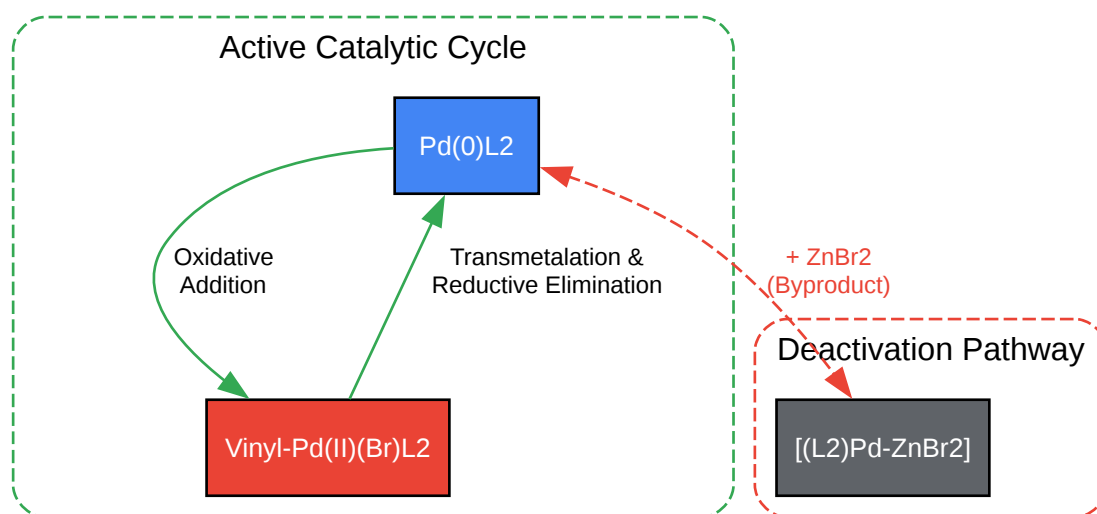 Active Catalytic Cycle
Pd(0)L2
Oxidative
Addition
Transmetalation &
Reductive Elimination
+ ZnBr2
(Byproduct)
Deactivation Pathway
Vinyl-Pd(II)(Br)L2
[(L2)Pd-ZnBr2]